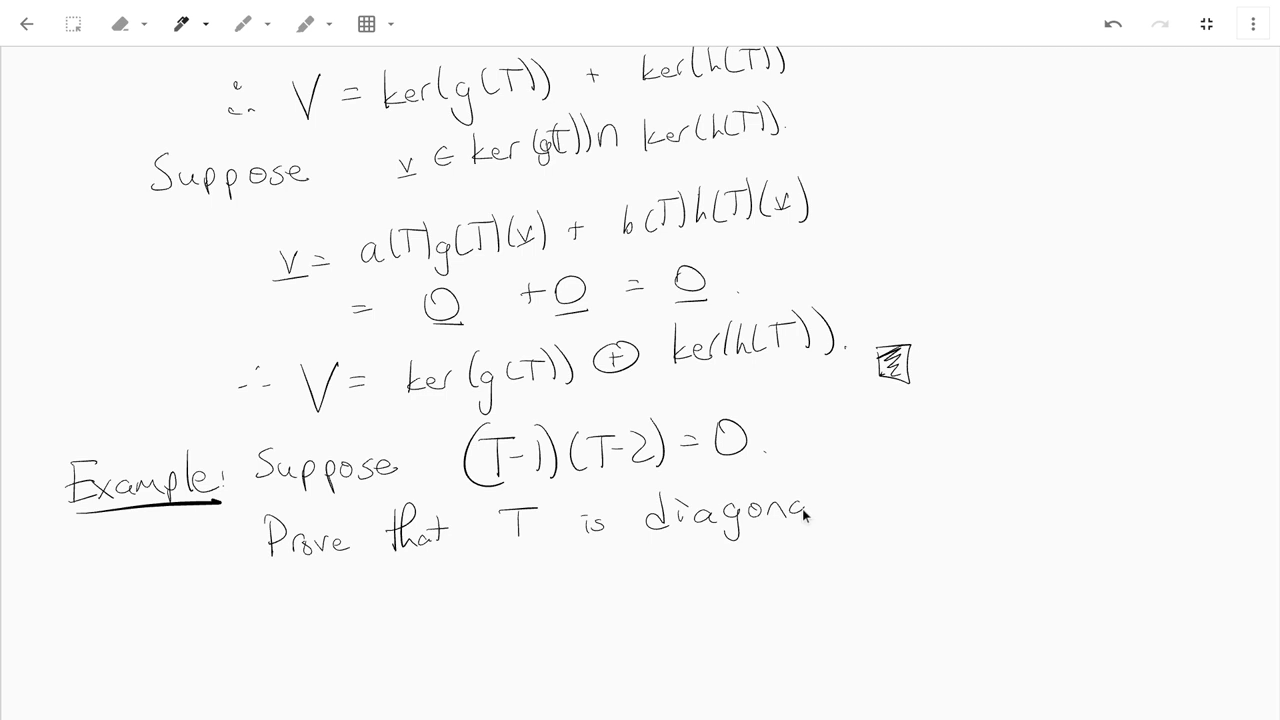 ∴ V = ker(g(T)) + ker(h(T))
Suppose v ∈ ker(g(T)) ∩ ker(h(T)).
v = a(T)g(T)(v) + b(T)h(T)(v)
= 0 + 0 = 0.
∴ V = ker(g(T)) ⊕ ker(h(T)).
Example: Suppose (T-1)(T-2) = 0.
Prove that T is diagona